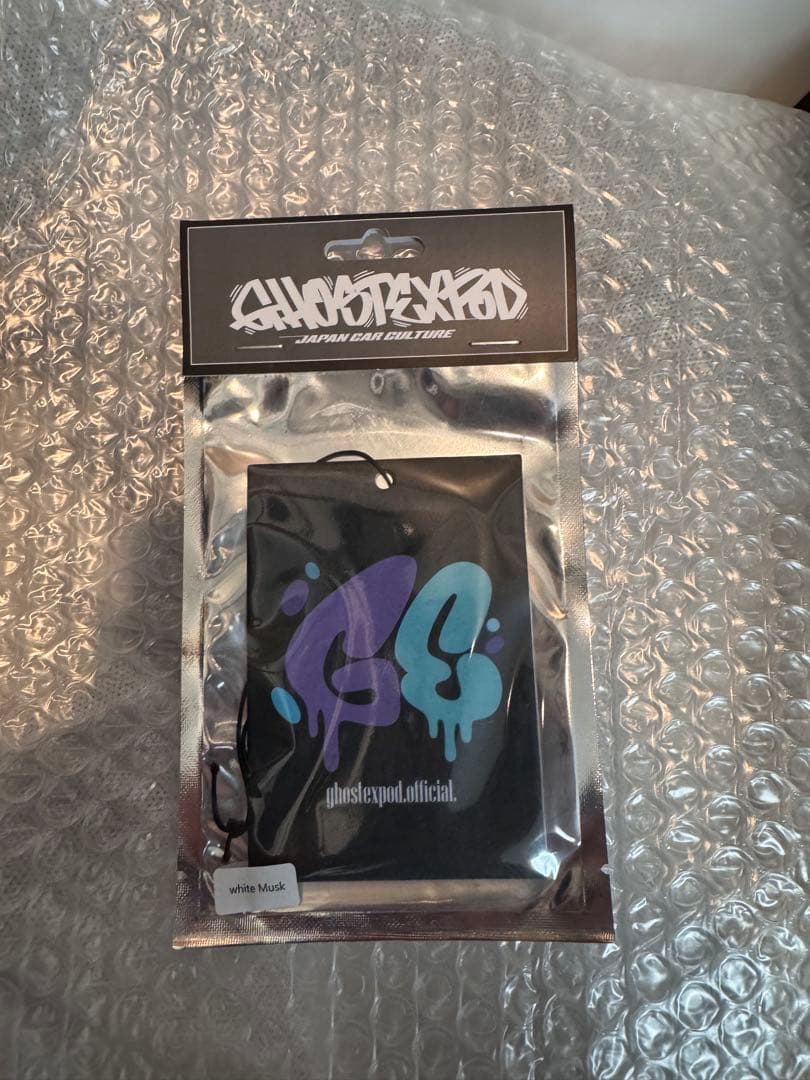 GHOSTEXPOD
JAPAN CAR CULTURE
GE
ghostexpod.official.
white Musk